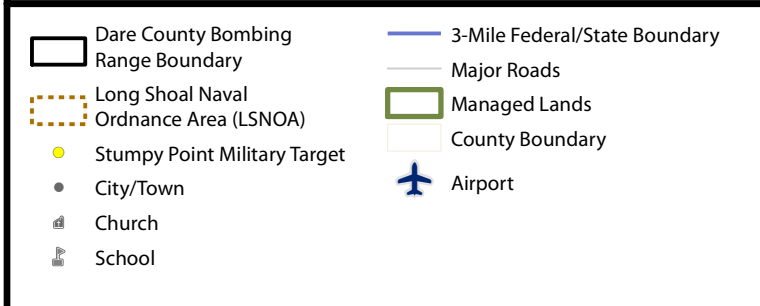 Dare County Bombing
Range Boundary
Long Shoal Naval
Ordnance Area (LSNOA)
Stumpy Point Military Target
City/Town
Church
School
3-Mile Federal/State Boundary
Major Roads
Managed Lands
County Boundary
Airport